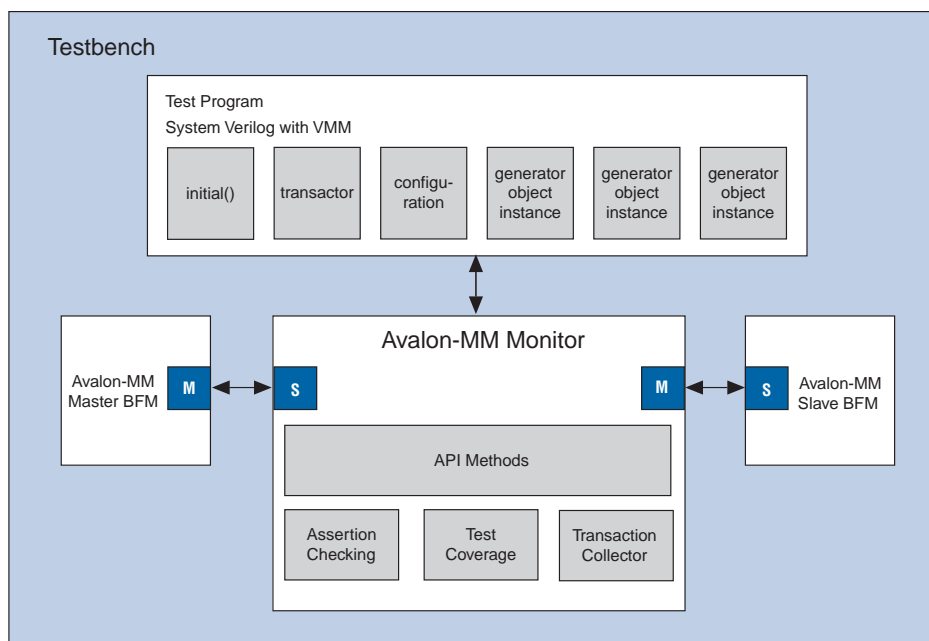 Testbench
Test Program
System Verilog with VMM
initial()
transactor
configu-
ration
generator
object
instance
generator
object
instance
generator
object
instance
Avalon-MM Monitor
Avalon-MM
Master BFM
M
S
M
S
Avalon-MM
Slave BFM
API Methods
Assertion
Checking
Test
Coverage
Transaction
Collector